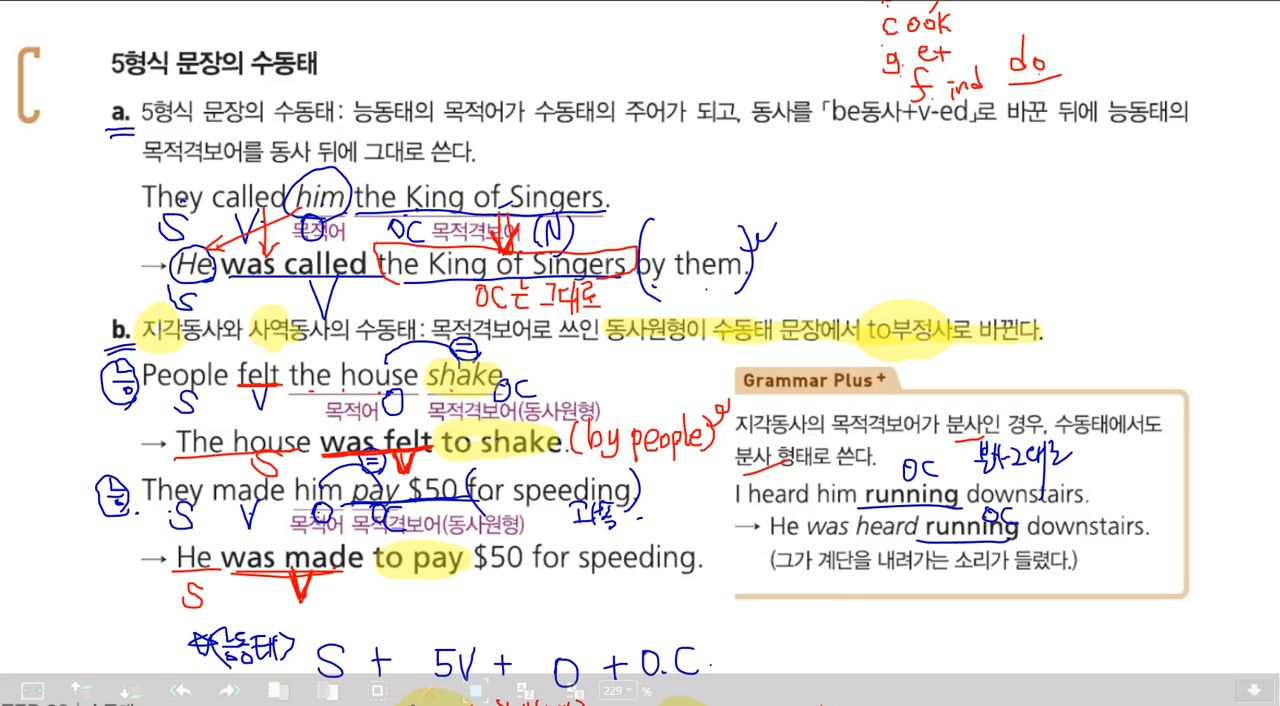 cook
get
find do
C
5형식 문장의 수동태
a. 5형식 문장의 수동태: 능동태의 목적어가 수동태의 주어가 되고, 동사를 「be동사+v-ed」로 바꾼 뒤에 능동태의
목적격보어를 동사 뒤에 그대로 쓴다.
They called him the King of Singers.
S V 목적어 O OC 목적격보어 (N)
→ He was called the King of Singers (by them.)
S V OC는 그대로
b. 지각동사와 사역동사의 수동태: 목적격보어로 쓰인 동사원형이 수동태 문장에서 to부정사로 바뀐다.
능 People felt the house shake
S V 목적어 O 목적격보어(동사원형) OC
→ The house was felt to shake. (by people)
S V
능 They made him pay $50 (for speeding.)
S V O 목적어 OC 목적격보어(동사원형) 과속
→ He was made to pay $50 for speeding.
S V
Grammar Plus+
지각동사의 목적격보어가 분사인 경우, 수동태에서도
분사 형태로 쓴다.
OC 분사그대로
I heard him running downstairs.
OC
→ He was heard running downstairs.
(그가 계단을 내려가는 소리가 들렸다.)
<능동태> S + 5V + O + O.C
229 %